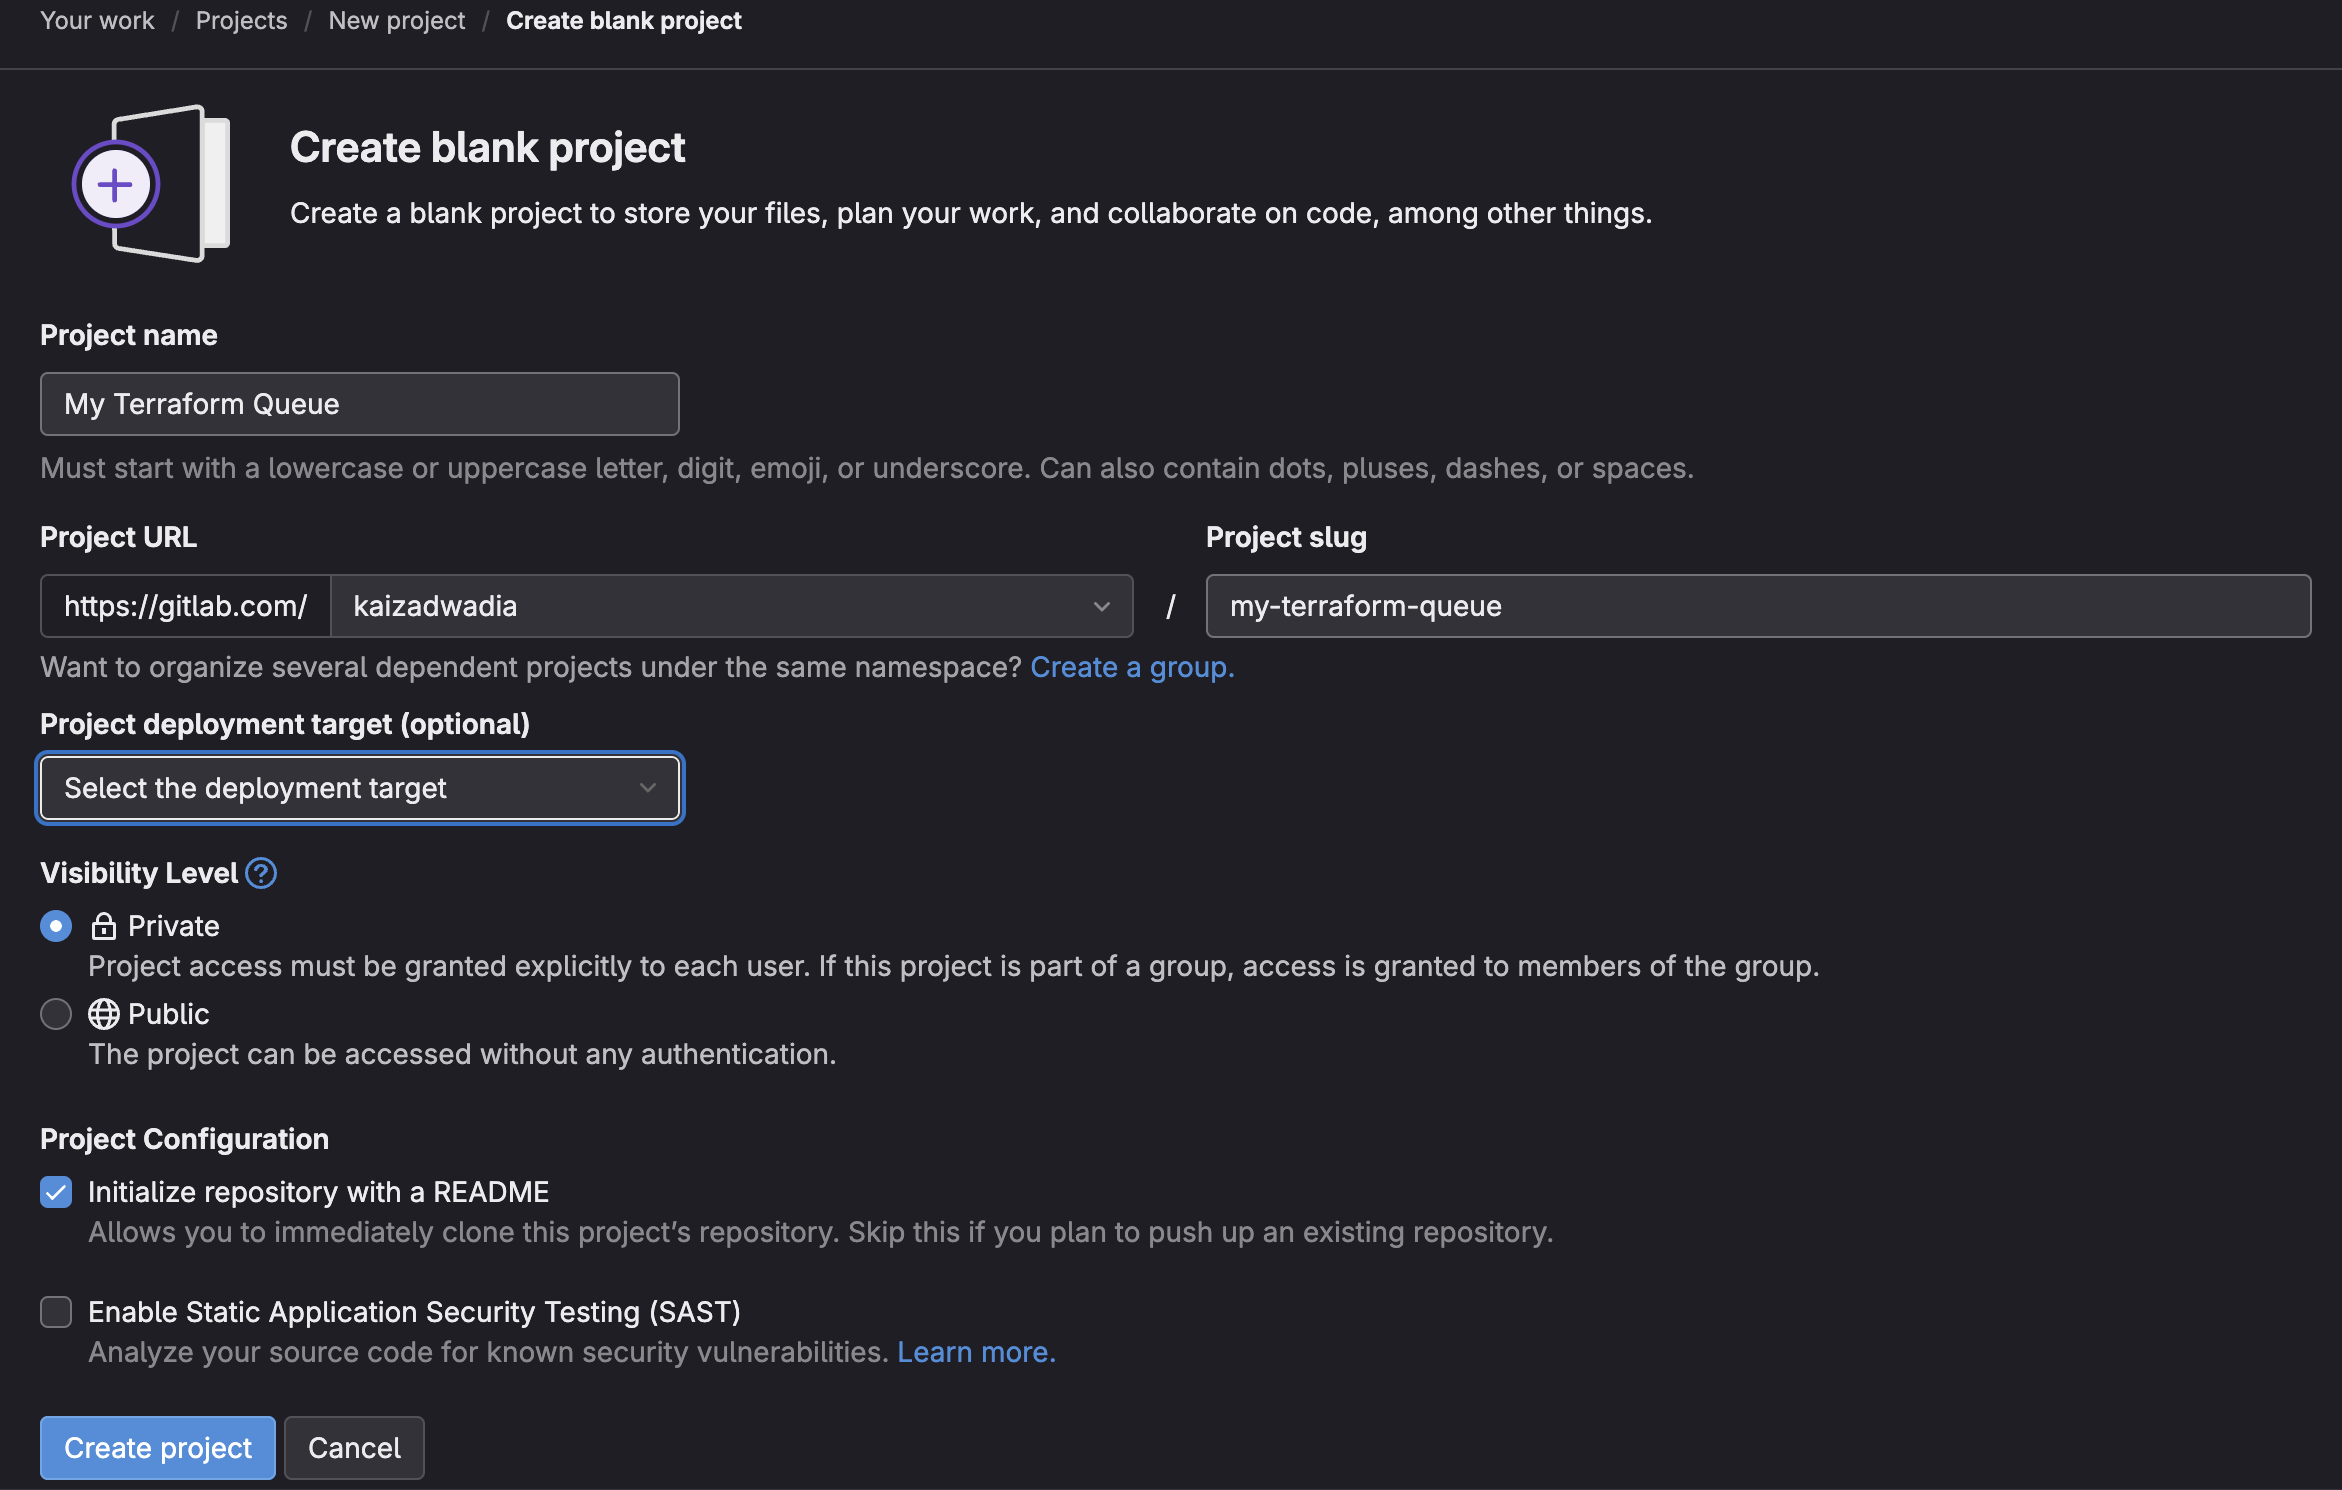 Your work / Projects / New project / Create blank project
Create blank project
Create a blank project to store your files, plan your work, and collaborate on code, among other things.
Project name
My Terraform Queue
Must start with a lowercase or uppercase letter, digit, emoji, or underscore. Can also contain dots, pluses, dashes, or spaces.
Project URL
Project slug
https://gitlab.com/ kaizadwadia / my-terraform-queue
Want to organize several dependent projects under the same namespace? Create a group.
Project deployment target (optional)
Select the deployment target
Visibility Level ?
Private
Project access must be granted explicitly to each user. If this project is part of a group, access is granted to members of the group.
Public
The project can be accessed without any authentication.
Project Configuration
Initialize repository with a README
Allows you to immediately clone this project’s repository. Skip this if you plan to push up an existing repository.
Enable Static Application Security Testing (SAST)
Analyze your source code for known security vulnerabilities. Learn more.
Create project Cancel